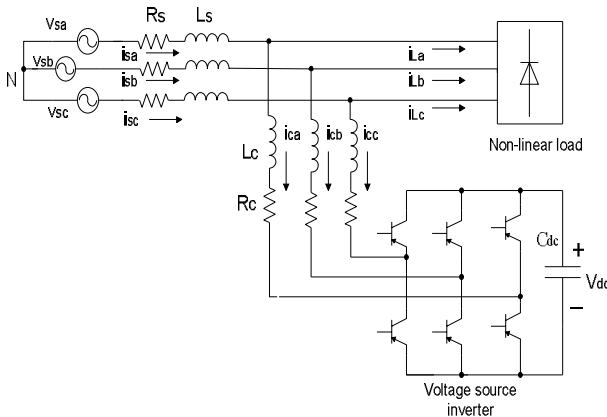 Vsa
Rs
Ls
isa
iLa
N
Vsb
isb
iLb
Vsc
isc
iLc
Non-linear load
Lc
ica
icb
icc
Rc
Cdc
+
Vdc
–
Voltage source
inverter